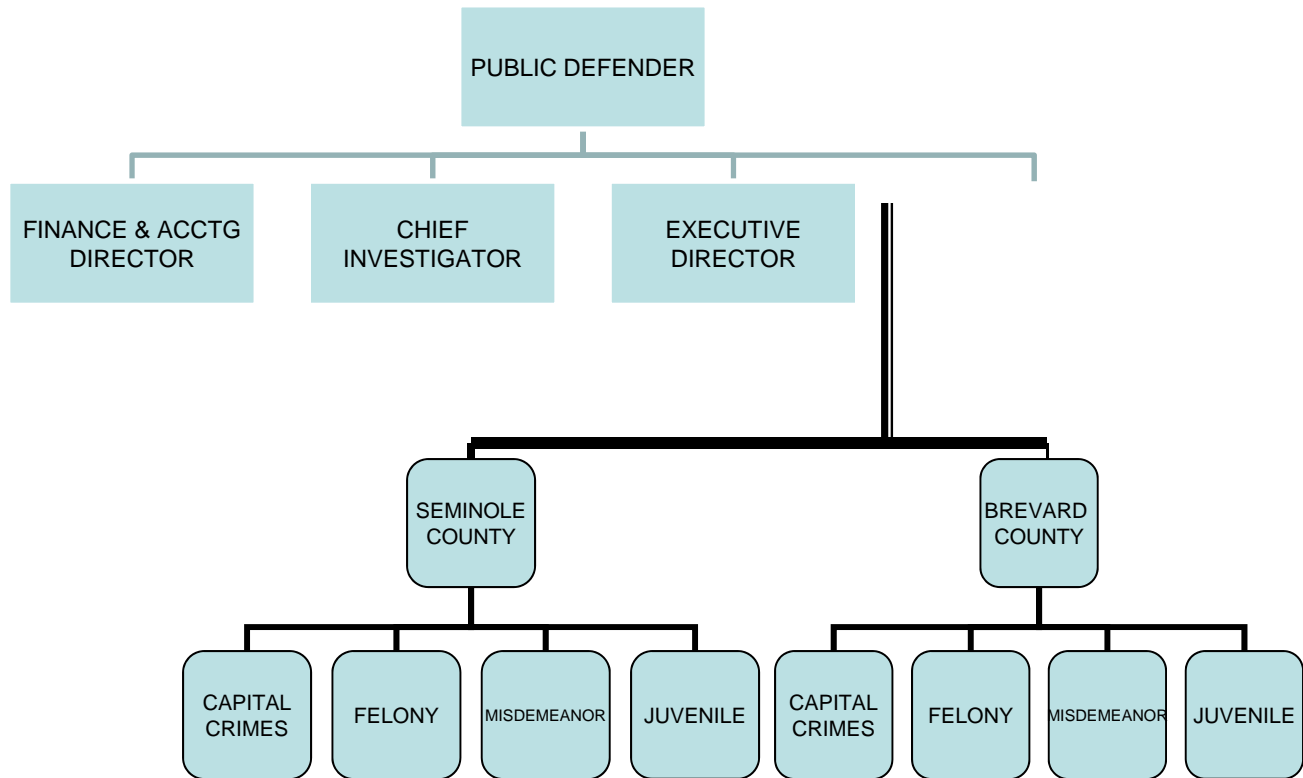 PUBLIC DEFENDER
FINANCE & ACCTG
DIRECTOR
CHIEF
INVESTIGATOR
EXECUTIVE
DIRECTOR
SEMINOLE
COUNTY
BREVARD
COUNTY
CAPITAL
CRIMES
FELONY
MISDEMEANOR
JUVENILE
CAPITAL
CRIMES
FELONY
MISDEMEANOR
JUVENILE